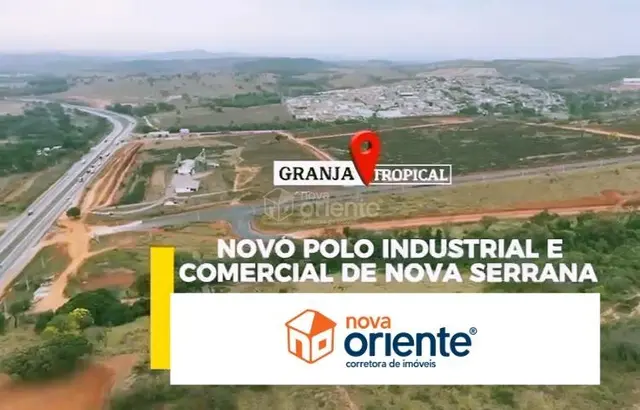 GRANJA TROPICAL
nova
oriente
NOVO POLO INDUSTRIAL E
COMERCIAL DE NOVA SERRANA
nova
oriente®
corretora de imóveis